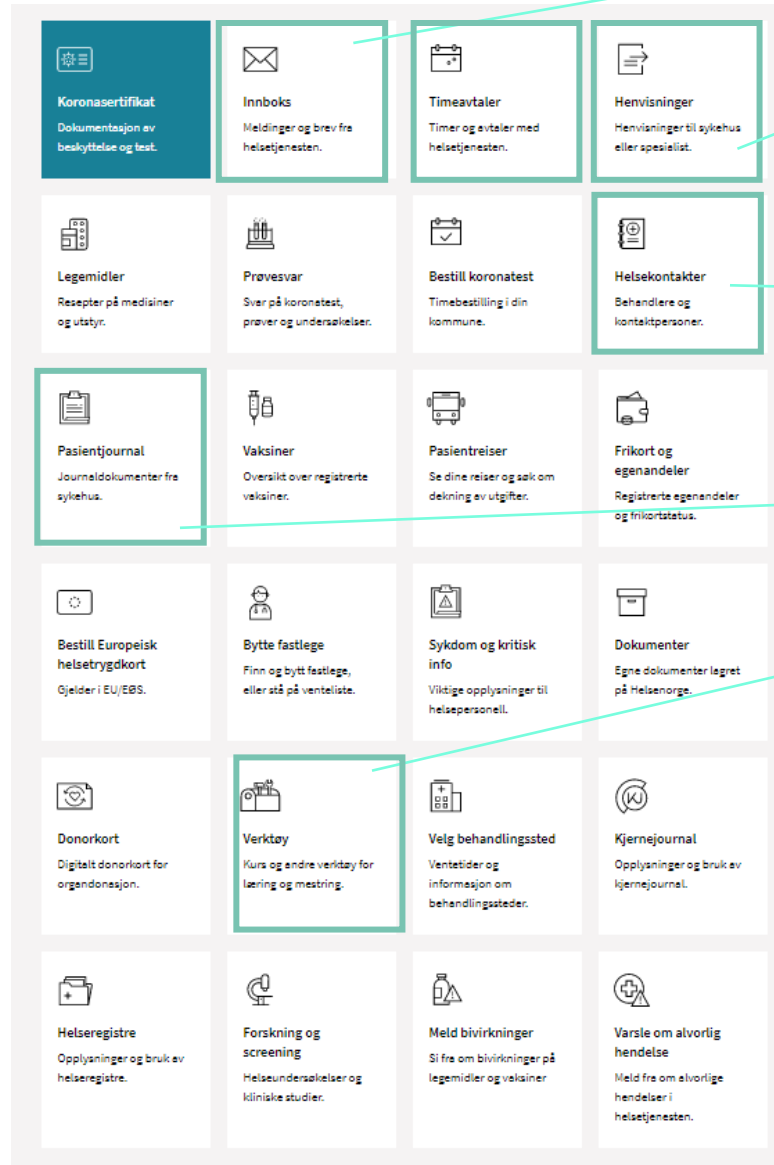 Koronasertifikat
Dokumentasjon av
beskyttelse og test.
Innboks
Meldinger og brev fra
helsetjenesten.
Timeavtaler
Timer og avtaler med
helsetjenesten.
Henvisninger
Henvisninger til sykehus
eller spesialist.
Legemidler
Resepter på medisiner
og utstyr.
Prøvesvar
Svar på koronatest,
prøver og undersøkelser.
Bestill koronatest
Timebestilling i din
kommune.
Helsekontakter
Behandlere og
kontaktpersoner.
Pasientjournal
Journaldokumenter fra
sykehus.
Vaksiner
Oversikt over registrerte
vaksiner.
Pasientreiser
Se dine reiser og søk om
dekning av utgifter.
Frikort og
egenandeler
Registrerte egenandeler
og frikortstatus.
Bestill Europeisk
helsetrygdkort
Gjelder i EU/EØS.
Bytte fastlege
Finn og bytt fastlege,
eller stå på venteliste.
Sykdom og kritisk
info
Viktige opplysninger til
helsepersonell.
Dokumenter
Egne dokumenter lagret
på Helsenorge.
Donorkort
Digitalt donorkort for
organdonasjon.
Verktøy
Kurs og andre verktøy for
læring og mestring.
Velg behandlingssted
Ventetider og
informasjon om
behandlingssteder.
Kjernejournal
Opplysninger og bruk av
kjernejournal.
Helseregistre
Opplysninger og bruk av
helseregistre.
Forskning og
screening
Helseundersøkelser og
kliniske studier.
Meld bivirkninger
Si fra om bivirkninger på
legemidler og vaksiner
Varsle om alvorlig
hendelse
Meld fra om alvorlige
hendelser i
helsetjenesten.